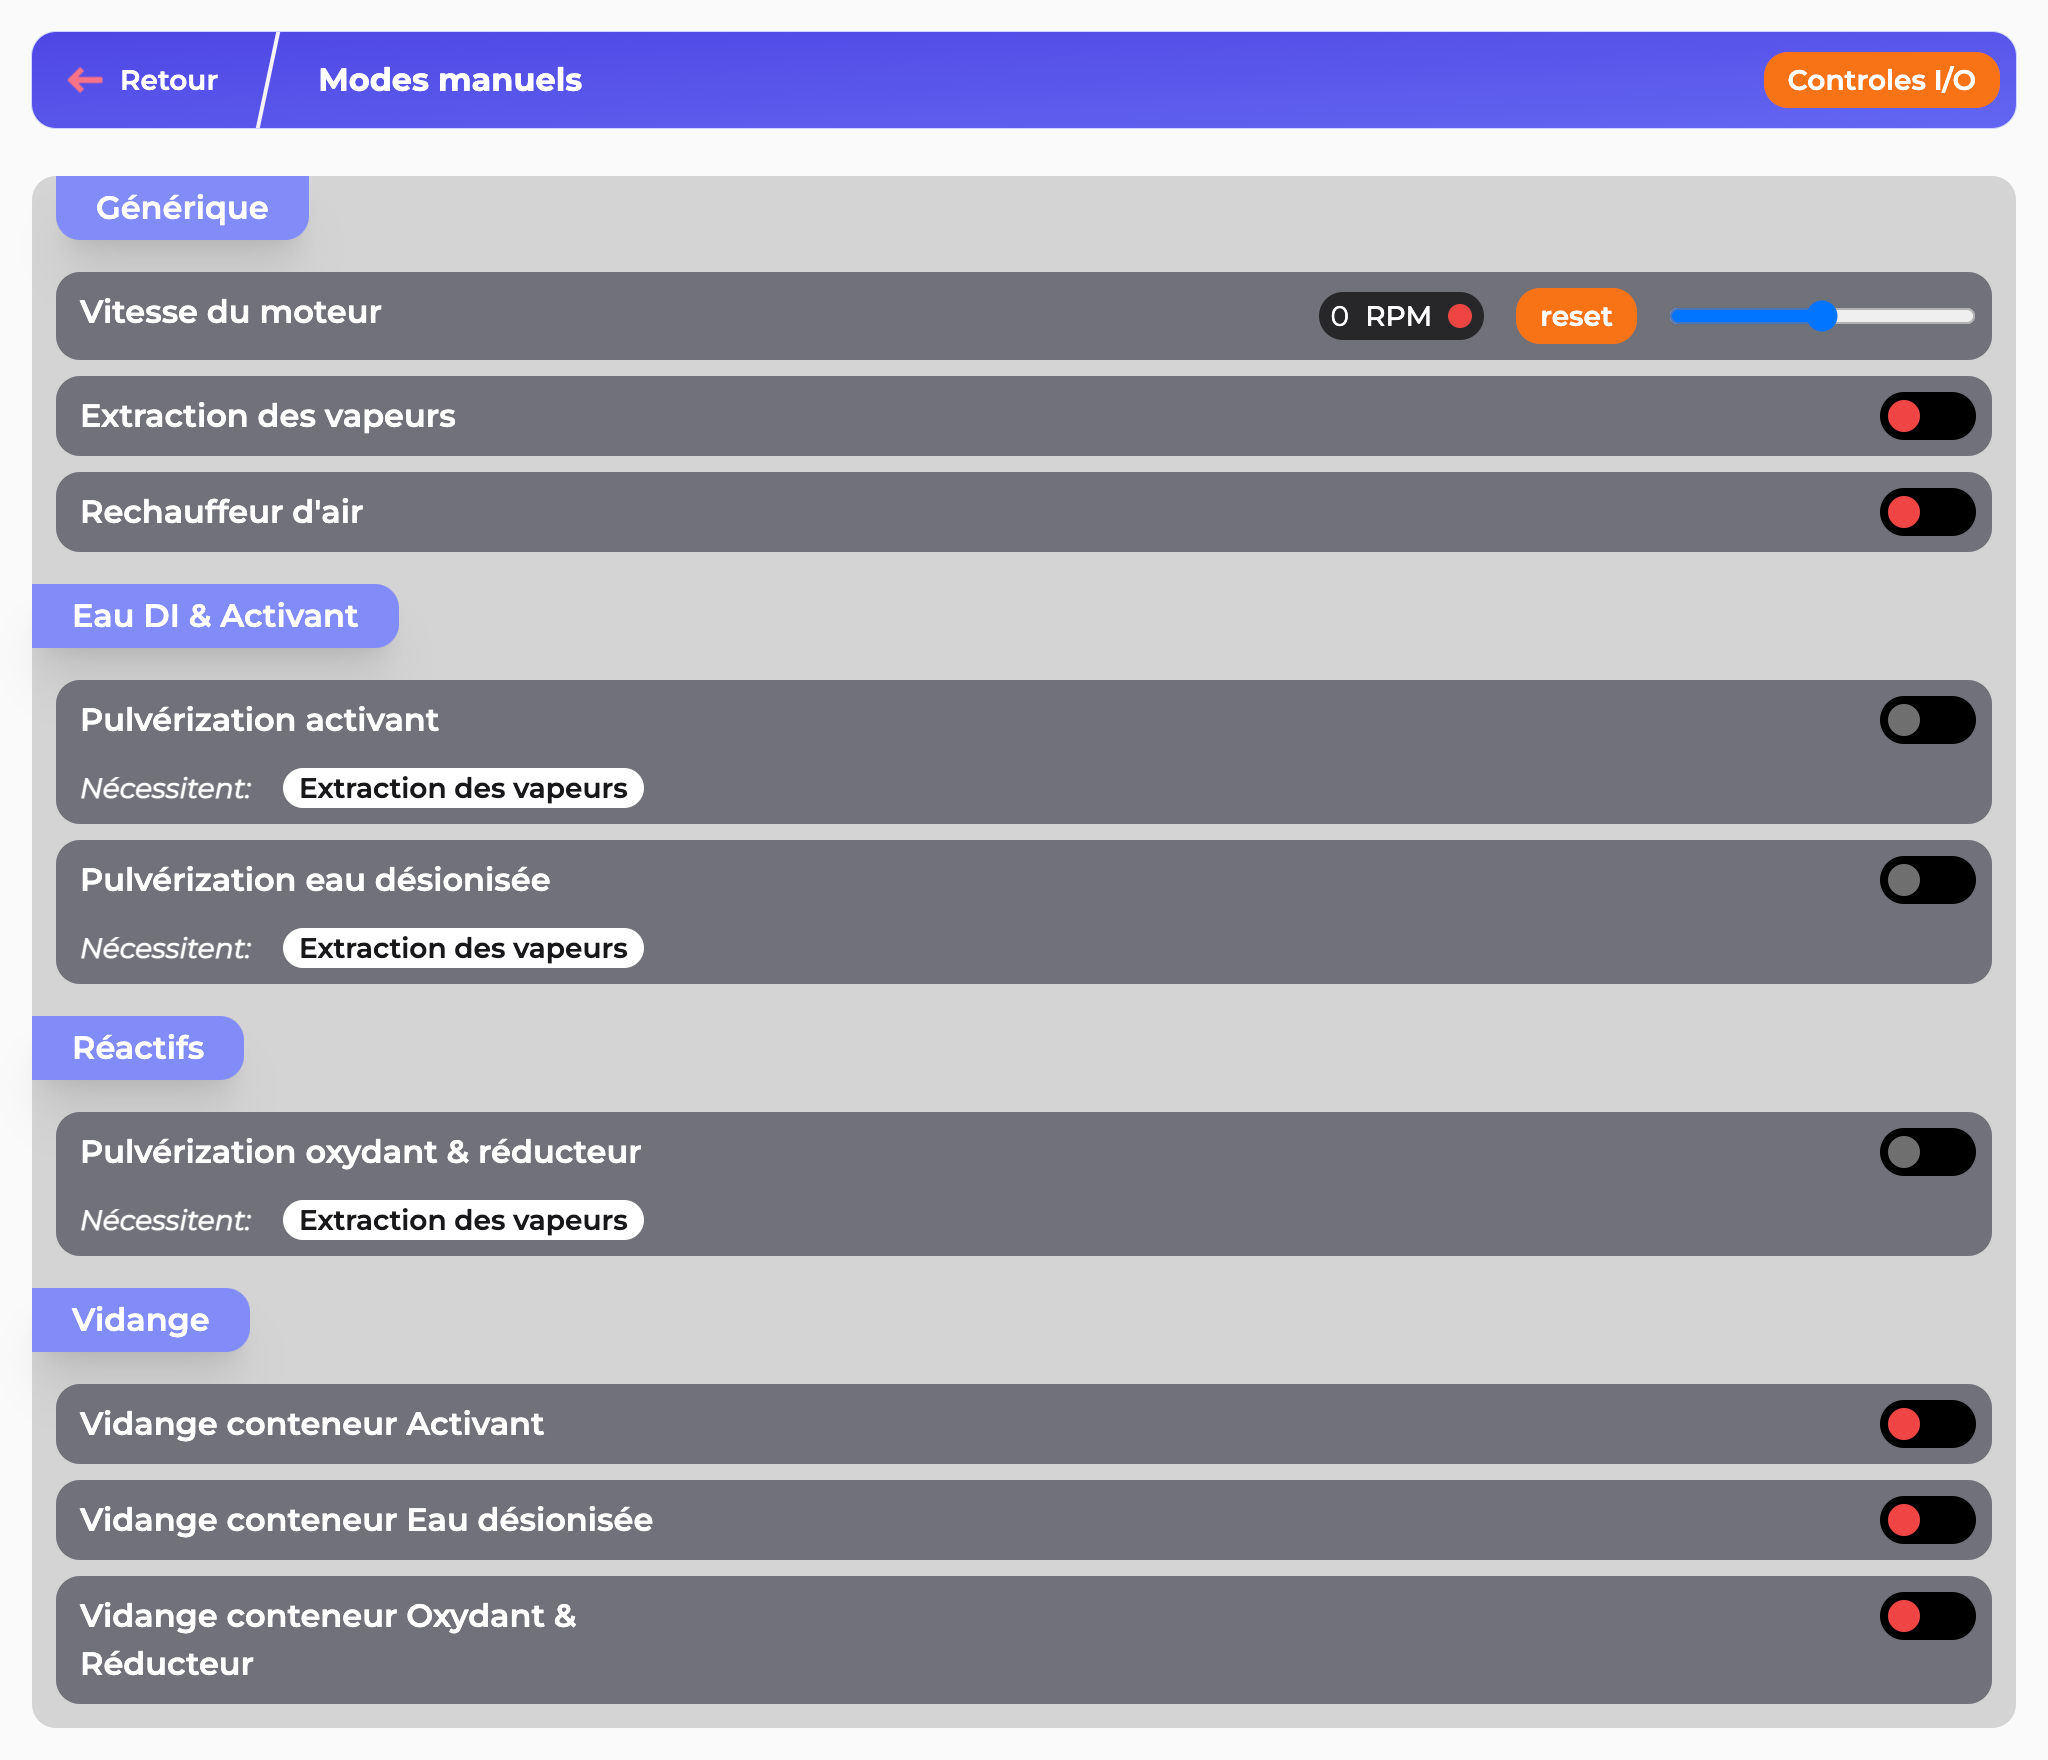 Retour
Modes manuels
Controles I/O
Générique
Vitesse du moteur
0 RPM
reset
Extraction des vapeurs
Rechauffeur d'air
Eau DI & Activant
Pulvérization activant
Nécessitent: Extraction des vapeurs
Pulvérization eau désionisée
Nécessitent: Extraction des vapeurs
Réactifs
Pulvérization oxydant & réducteur
Nécessitent: Extraction des vapeurs
Vidange
Vidange conteneur Activant
Vidange conteneur Eau désionisée
Vidange conteneur Oxydant &
Réducteur